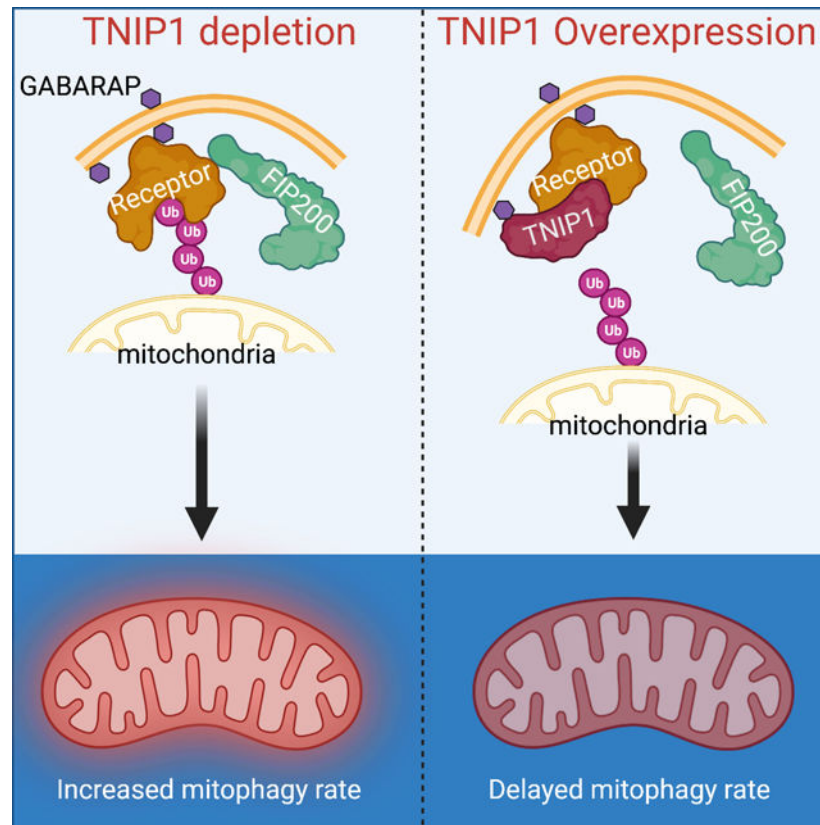 TNIP1 depletion
GABARAP
Receptor
FIP200
Ub
Ub
Ub
Ub
mitochondria
Increased mitophagy rate
TNIP1 Overexpression
Receptor
TNIP1
FIP200
Ub
Ub
Ub
Ub
mitochondria
Delayed mitophagy rate